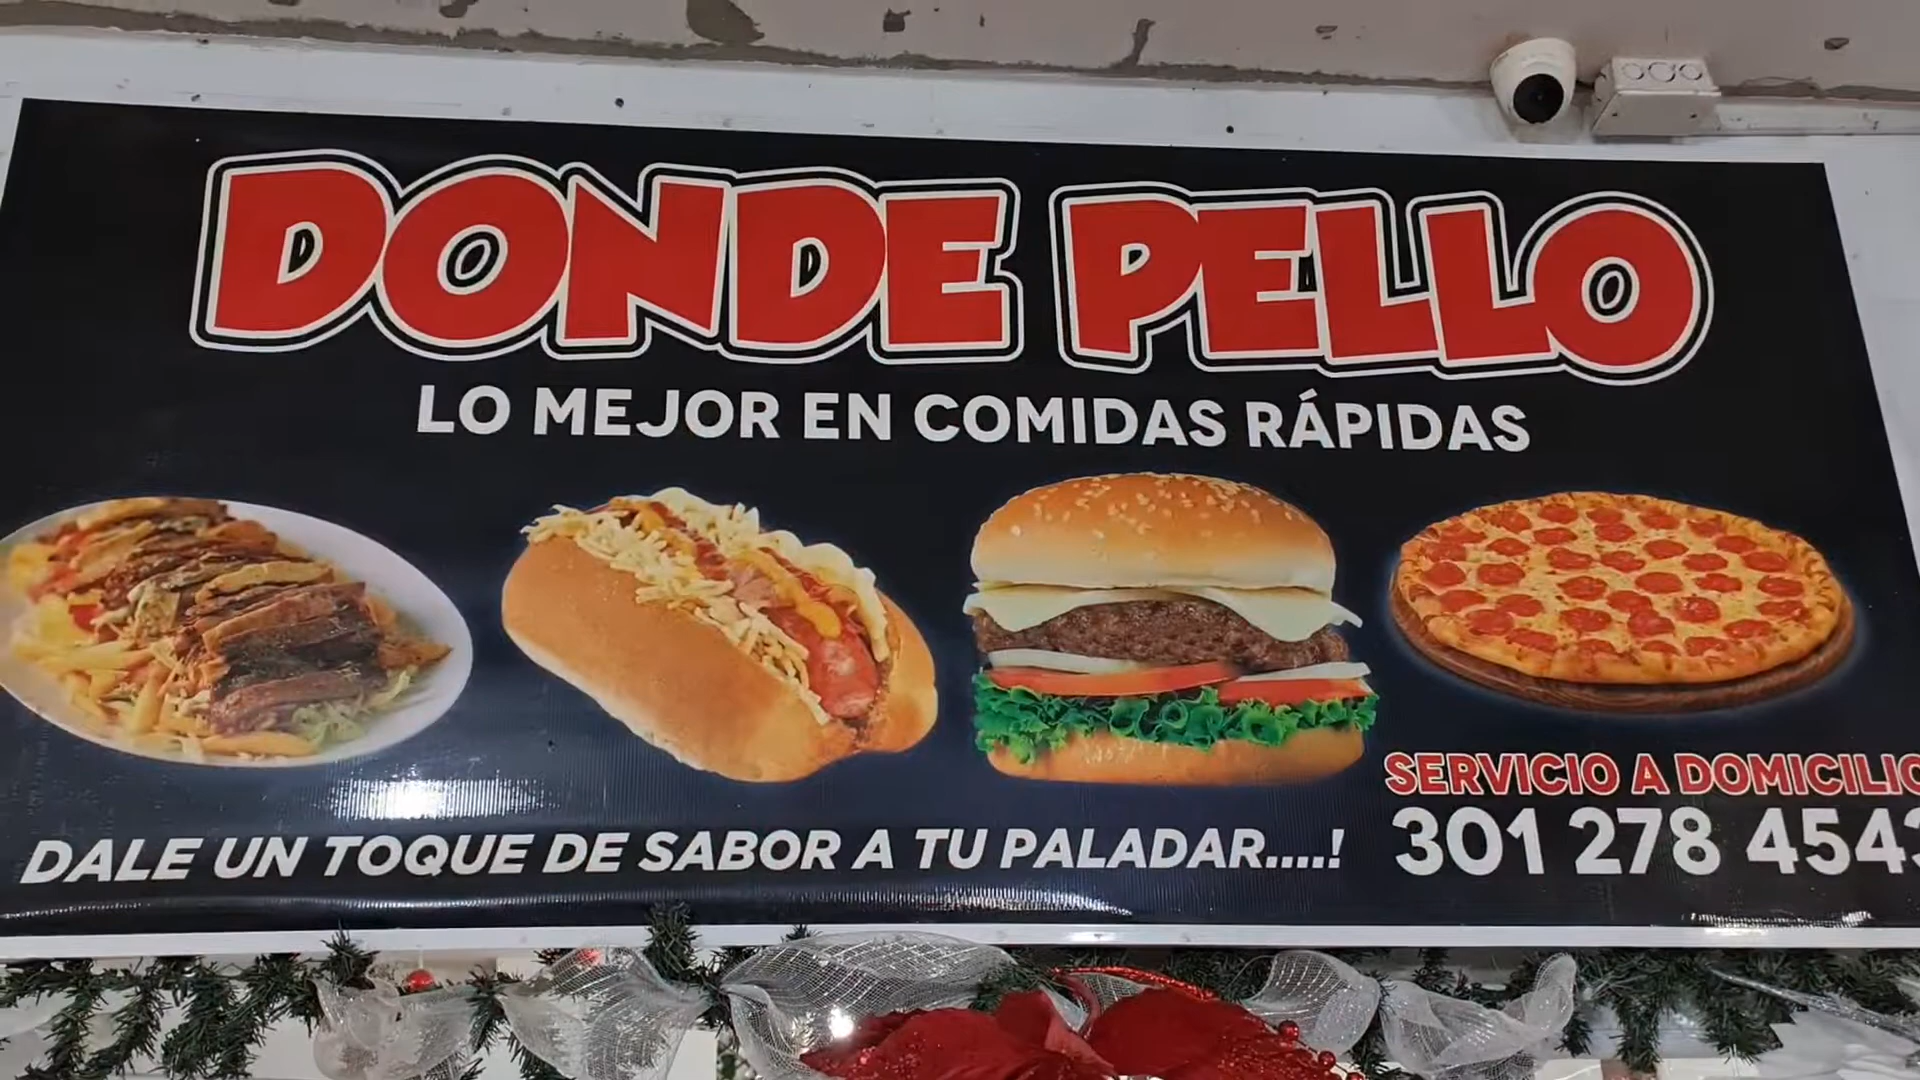 DONDE PELLO
LO MEJOR EN COMIDAS RÁPIDAS
SERVICIO A DOMICILIO
DALE UN TOQUE DE SABOR A TU PALADAR....!
301 278 4543